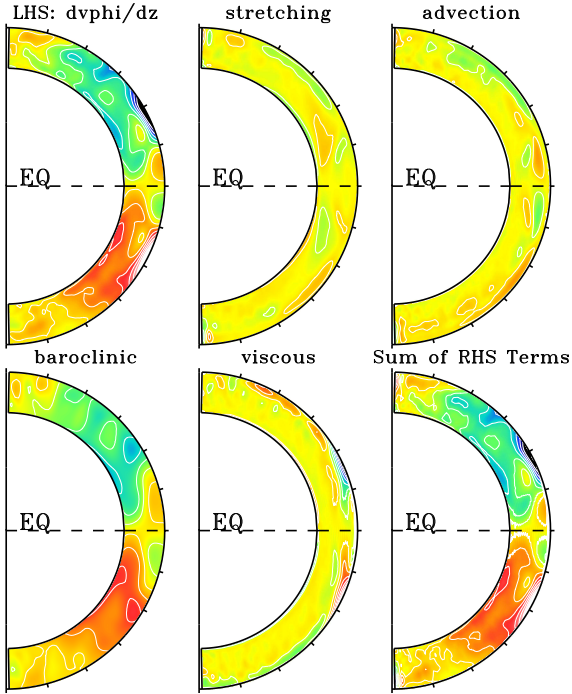 LHS: dvphi/dz
stretching
advection
EQ
EQ
EQ
baroclinic
viscous
Sum of RHS Terms
EQ
EQ
EQ